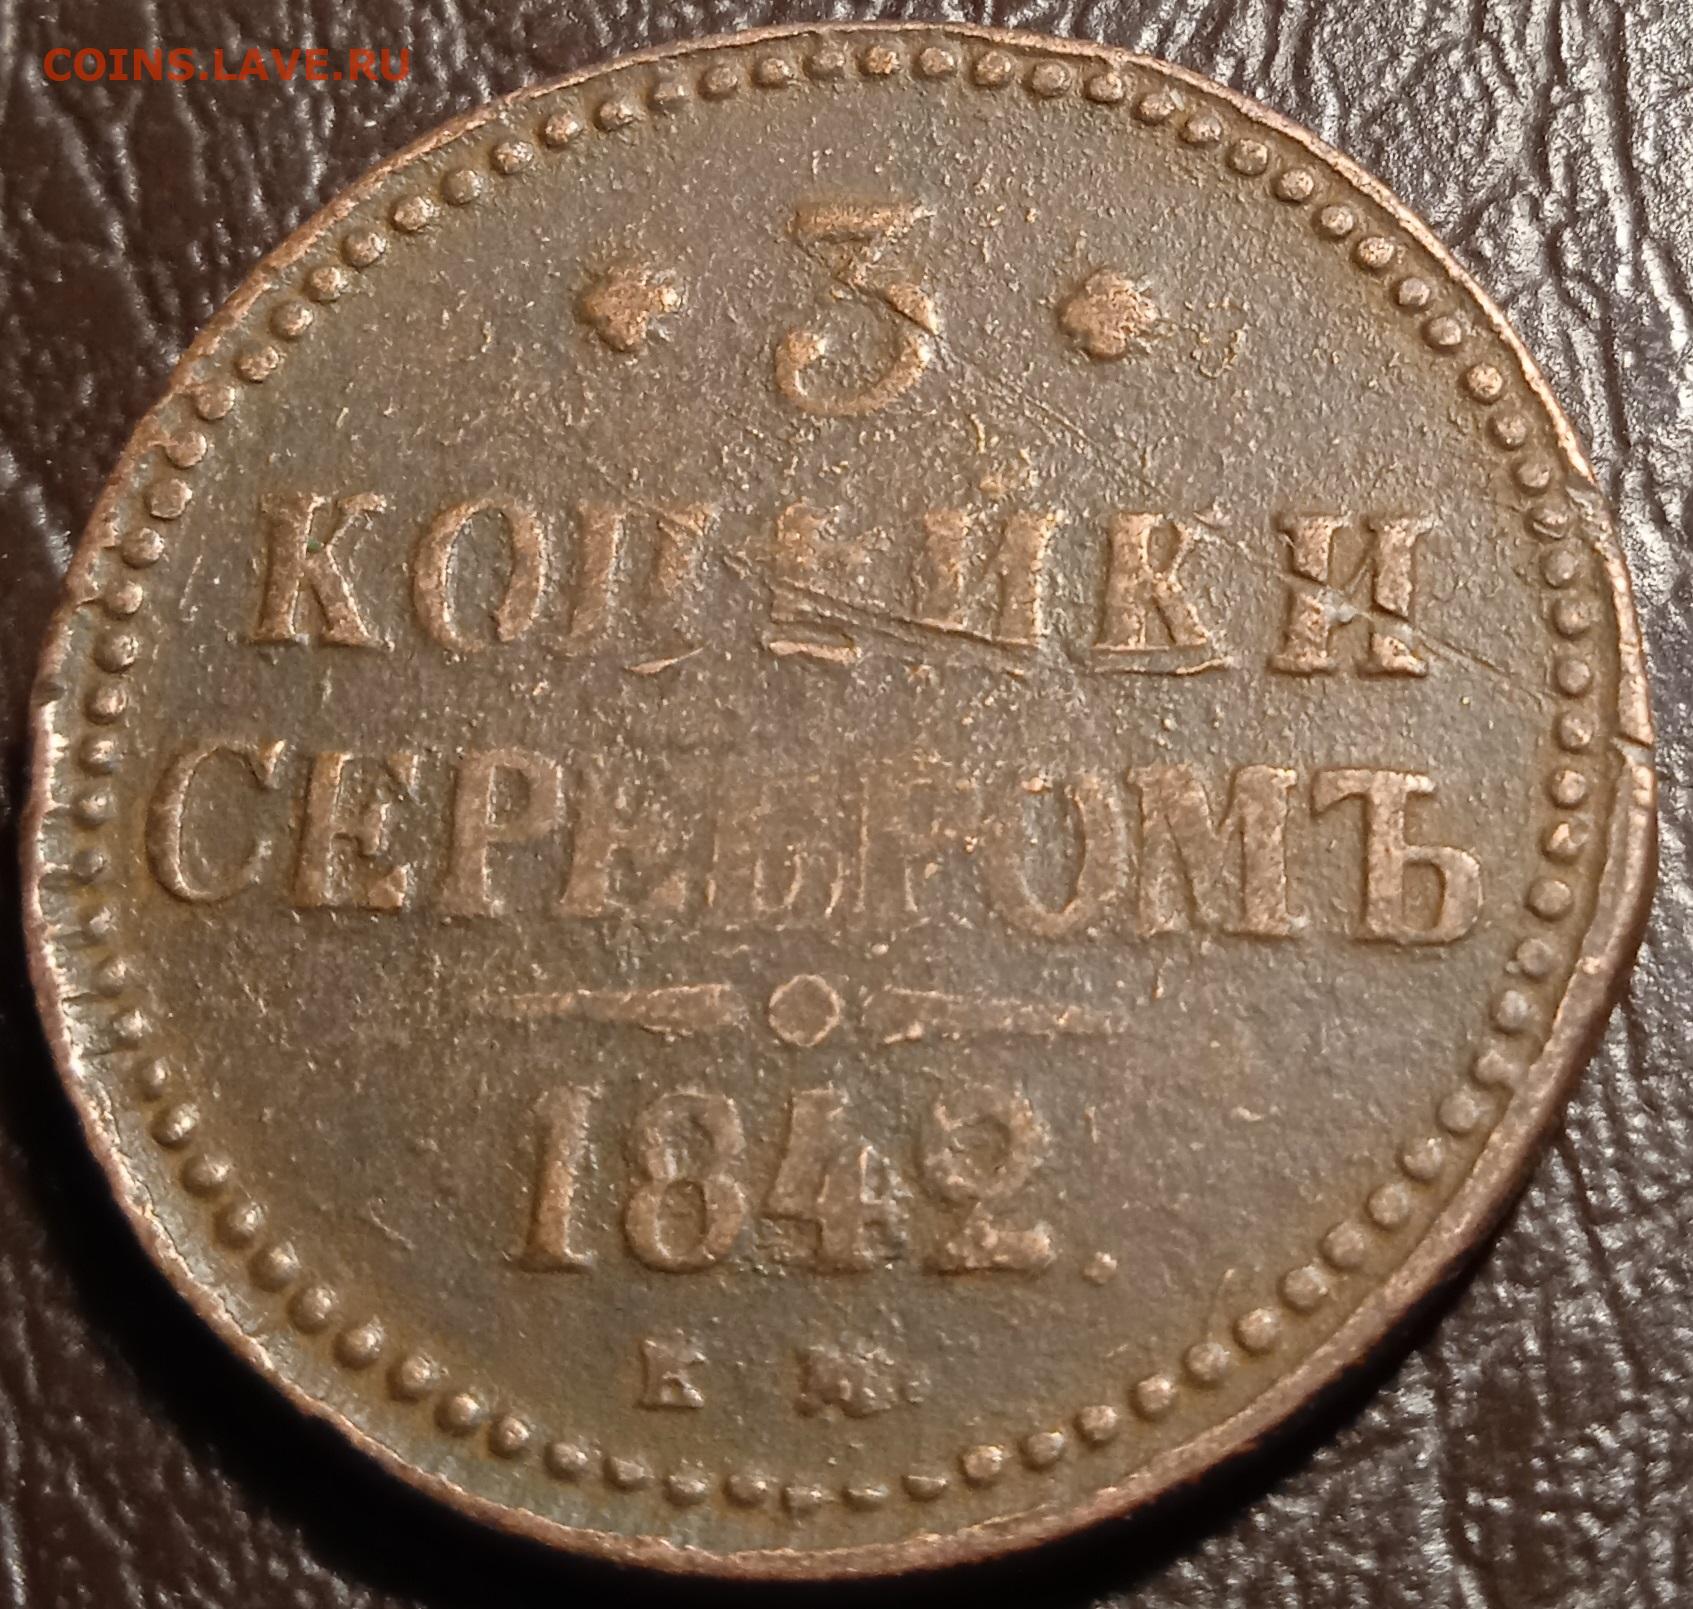 COINS.LAVE.RU
3
КОПѢЙКИ
СЕРЕБРОМЪ
1842.
Е М.